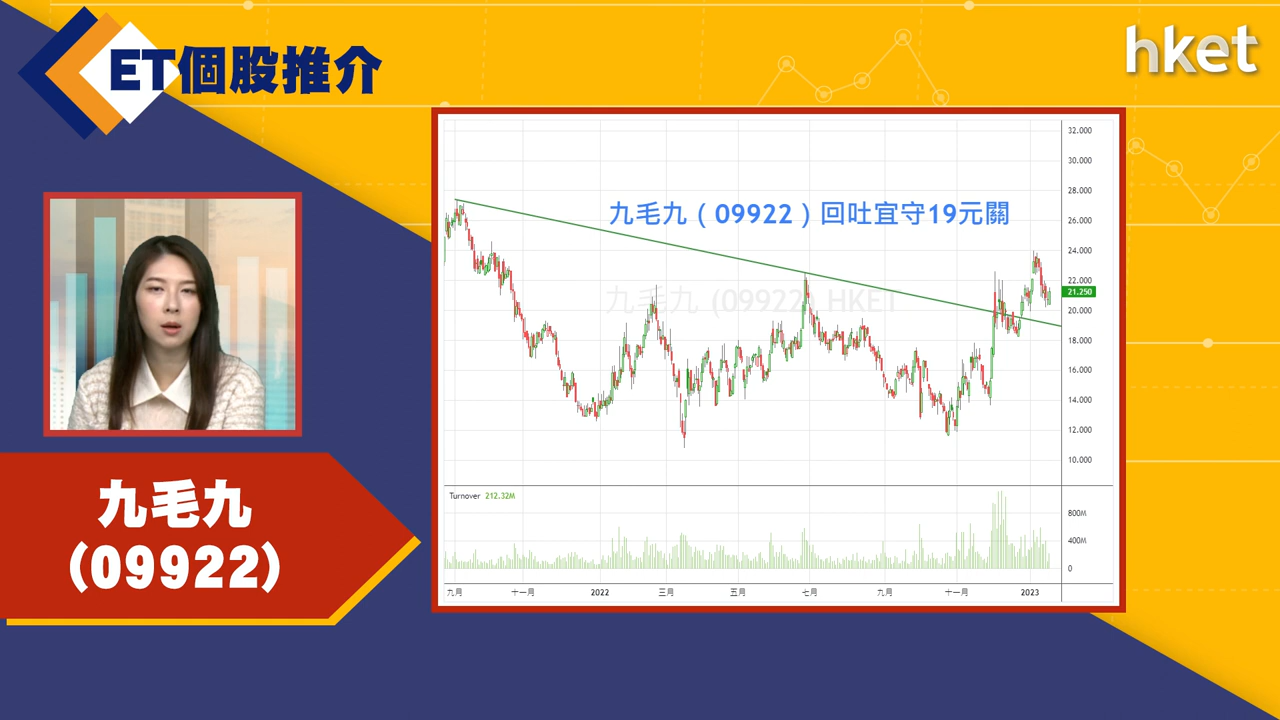 ET個股推介
hket
九毛九（09922）回吐宜守19元關
九毛九 (09922) HKET
32.000
30.000
28.000
26.000
24.000
22.000
21.250
20.000
18.000
16.000
14.000
12.000
10.000
Turnover 212.32M
800M
400M
0
九月 十一月 2022 三月 五月 七月 九月 十一月 2023
九毛九
(09922)